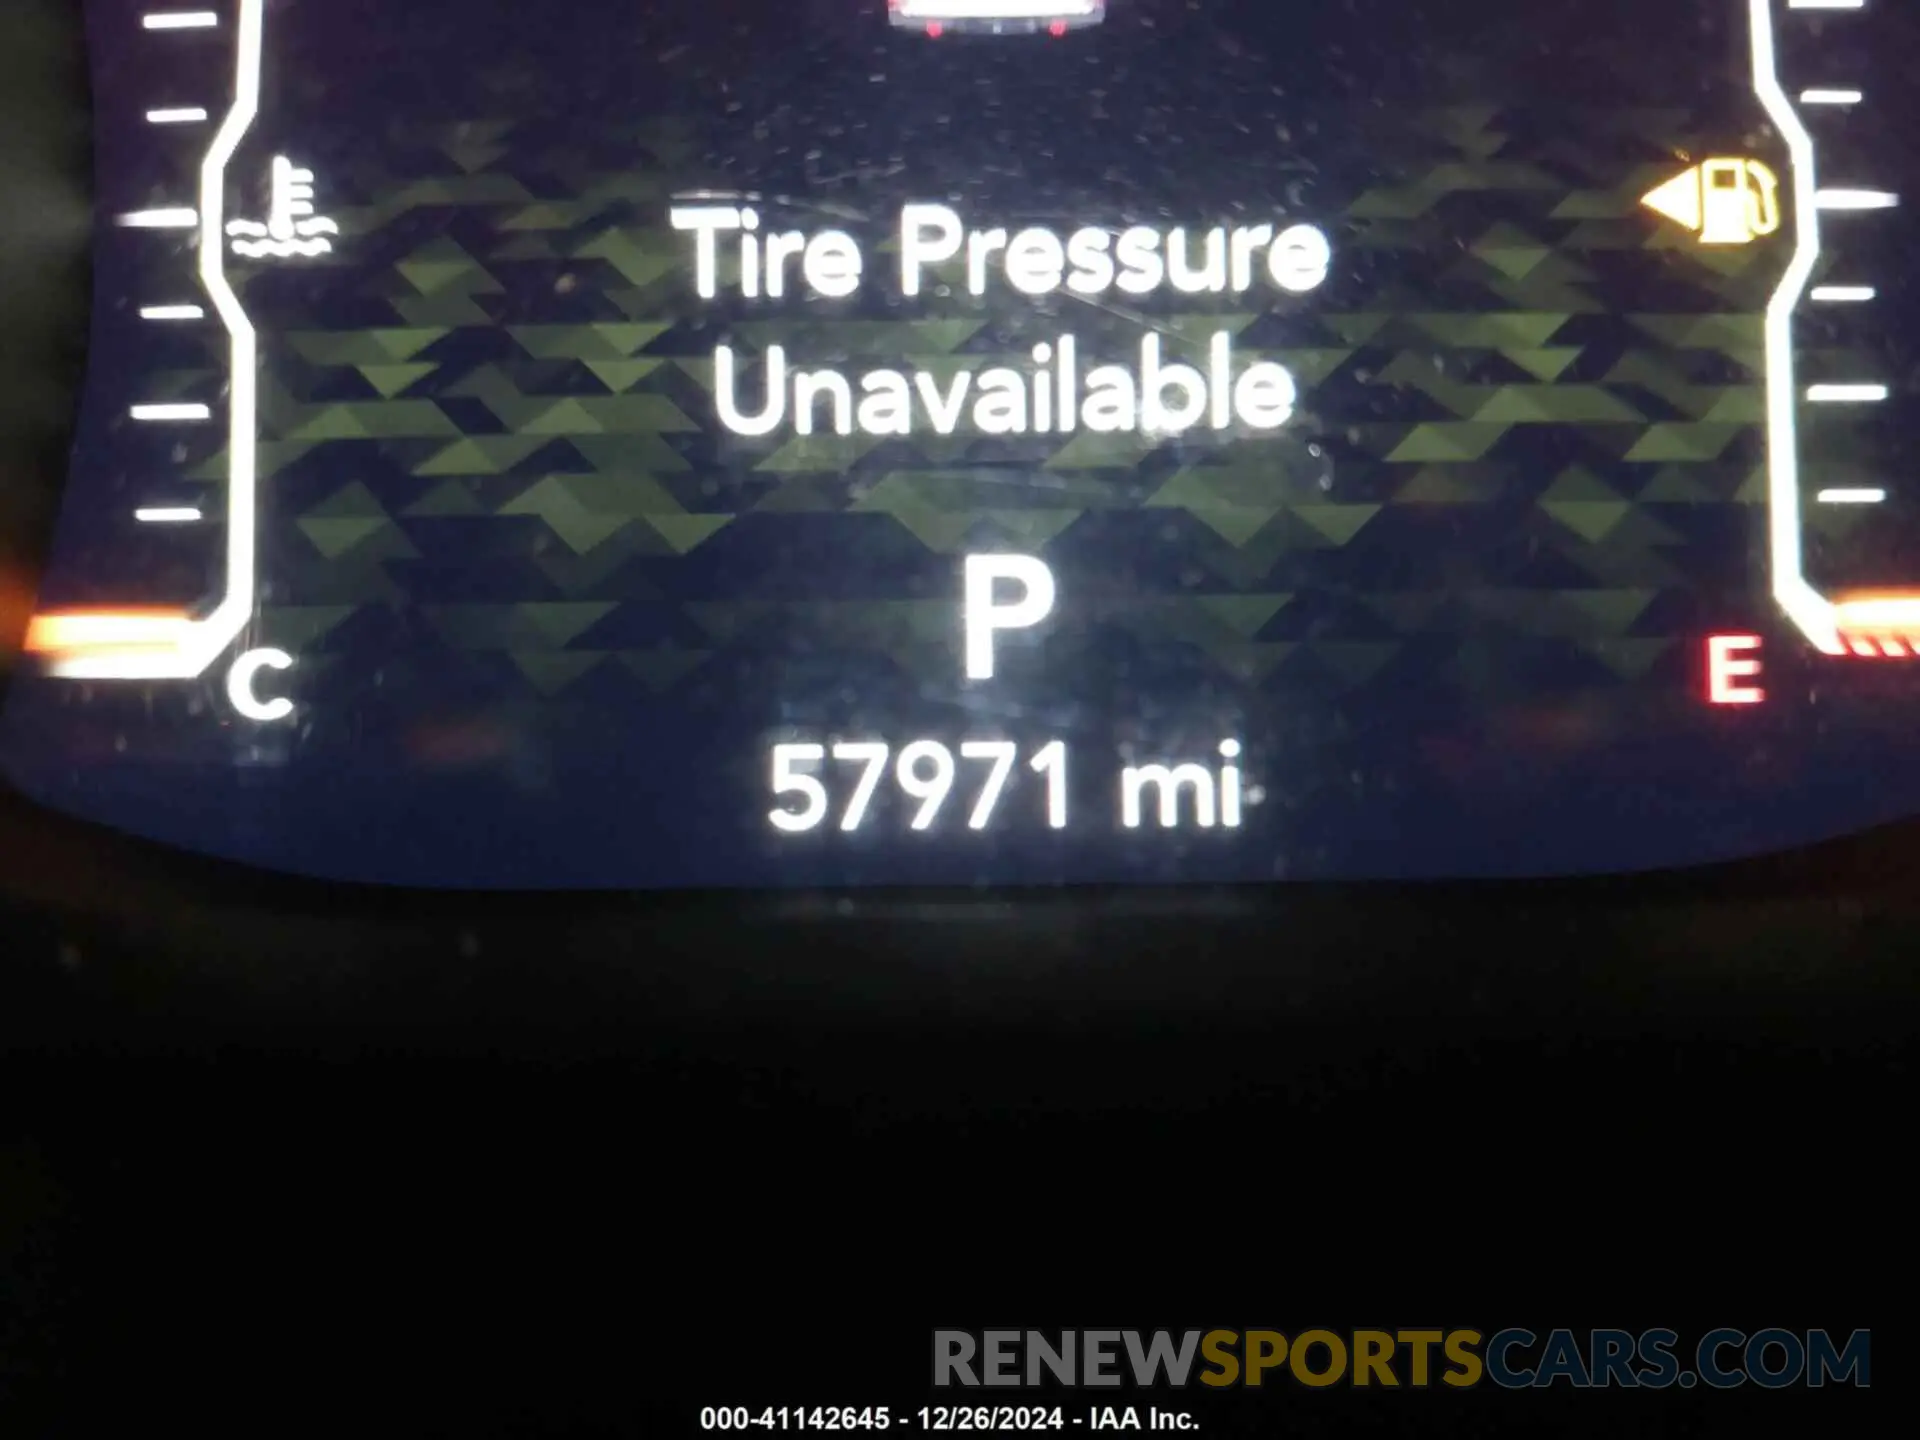 Tire Pressure
Unavailable
P
C
E
57971 mi
RENEWSPORTSCARS.COM
000-41142645 - 12/26/2024 - IAA Inc.